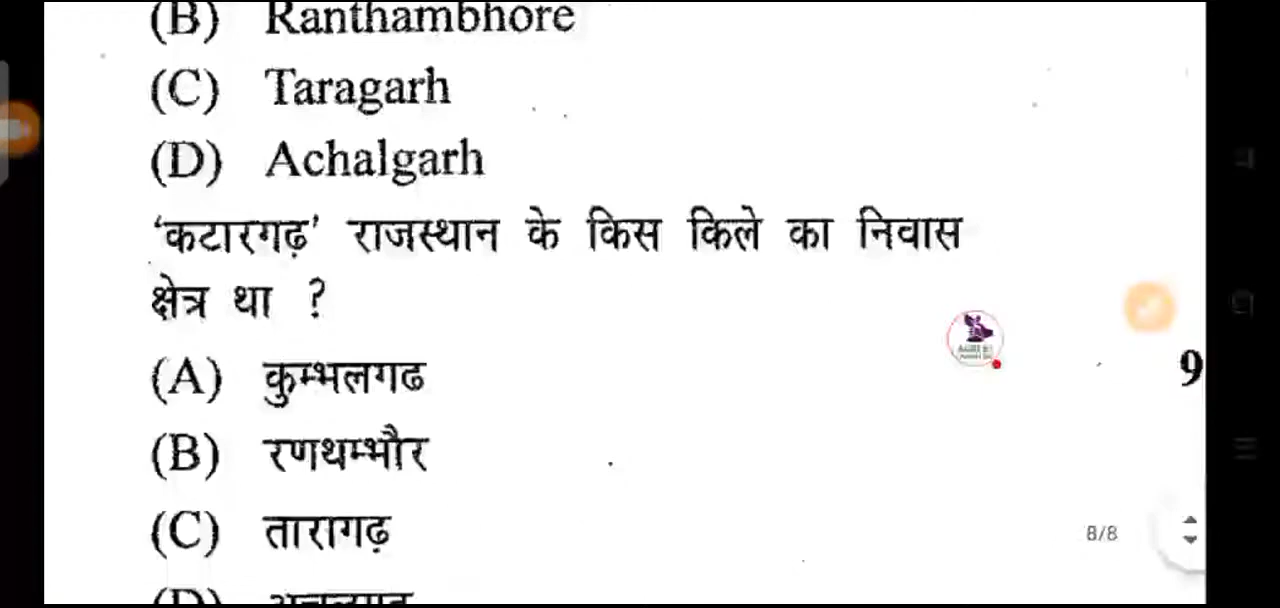 (B) Ranthambhore
(C) Taragarh
(D) Achalgarh
‘कटारगढ़’ राजस्थान के किस किले का निवास
क्षेत्र था ?
(A) कुम्भलगढ
(B) रणथम्भौर
9
(C) तारागढ़
8/8
(D)